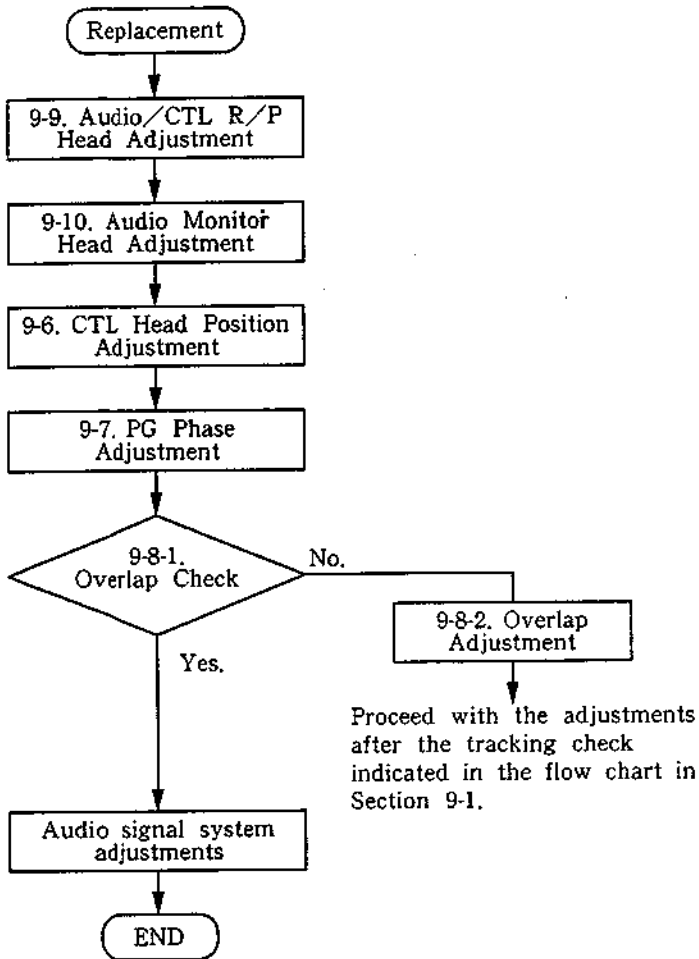 Replacement
9-9. Audio/CTL R/P
Head Adjustment
9-10. Audio Monitor
Head Adjustment
9-6. CTL Head Position
Adjustment
9-7. PG Phase
Adjustment
9-8-1.
Overlap Check
No.
9-8-2. Overlap
Adjustment
Yes.
Proceed with the adjustments
after the tracking check
indicated in the flow chart in
Section 9-1.
Audio signal system
adjustments
END